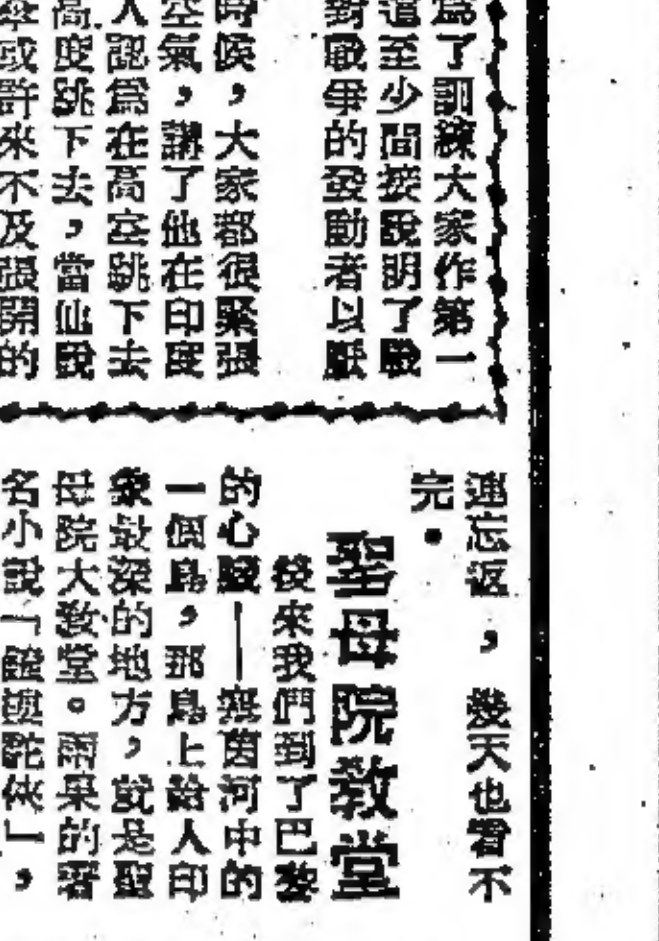 爲了訓練大家作第一
遣至少間接說明了戰
對戰爭的發動者以厭
時候，大家都很緊張
空氣，講了他在印度
人認爲在高空跳下去
高度跳下去，當他說
傘或許來不及張開的
連忘返，幾天也看不
完。
聖母院教堂
後來我們到了巴黎
的心臟——塞茵河中的
一個島，那島上給人印
象最深的地方，就是聖
母院大教堂。雨果的著
名小說「鐘樓駝俠」，